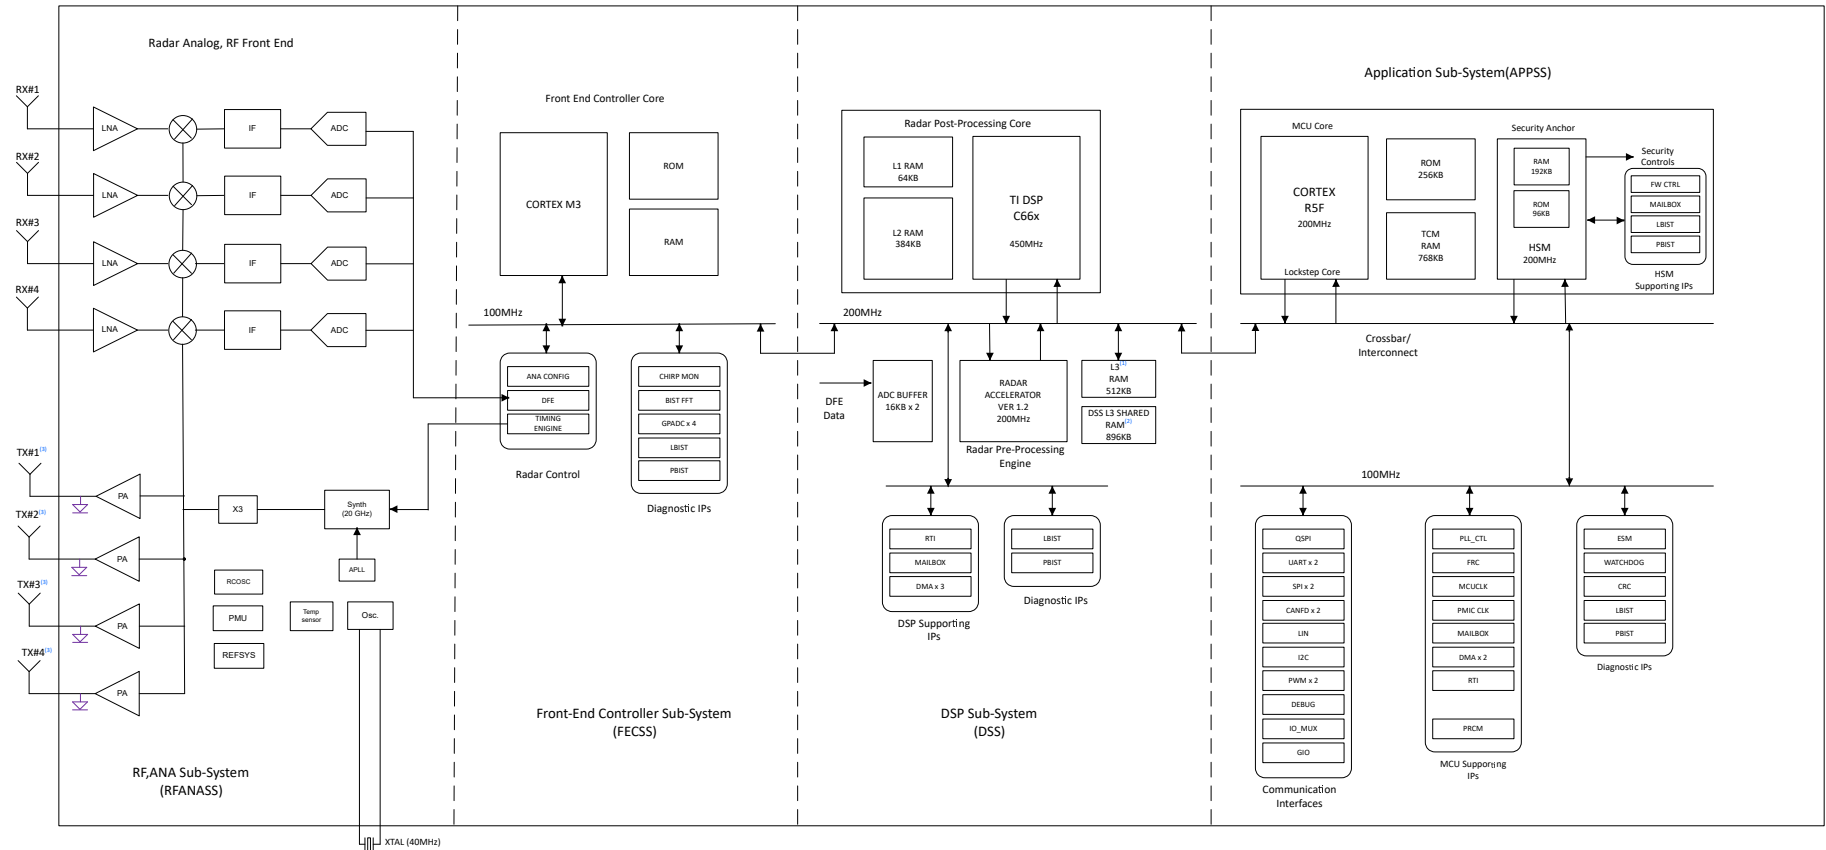 Radar Analog, RF Front End
RX#1
LNA
IF
ADC
RX#2
LNA
IF
ADC
RX#3
LNA
IF
ADC
RX#4
LNA
IF
ADC
TX#1(3)
PA
X3
Synth
(20 GHz)
TX#2(3)
PA
APLL
RCOSC
TX#3(3)
PA
PMU
Temp
sensor
Osc.
REFSYS
TX#4(3)
PA
RF,ANA Sub-System
(RFANASS)
XTAL (40MHz)
Front End Controller Core
CORTEX M3
ROM
RAM
100MHz
ANA CONFIG
DFE
TIMING
ENIGINE
Radar Control
CHIRP MON
BIST FFT
GPADC x 4
LBIST
PBIST
Diagnostic IPs
Front-End Controller Sub-System
(FECSS)
Radar Post-Processing Core
L1 RAM
64KB
L2 RAM
384KB
TI DSP
C66x
450MHz
200MHz
DFE
Data
ADC BUFFER
16KB x 2
RADAR
ACCELERATOR
VER 1.2
200MHz
Radar Pre-Processing
Engine
L3(1)
RAM
512KB
DSS L3 SHARED
RAM(2)
896KB
RTI
MAILBOX
DMA x 3
DSP Supporting
IPs
LBIST
PBIST
Diagnostic IPs
DSP Sub-System
(DSS)
Application Sub-System(APPSS)
MCU Core
CORTEX
R5F
200MHz
Lockstep Core
ROM
256KB
TCM
RAM
768KB
Security Anchor
RAM
192KB
ROM
96KB
HSM
200MHz
Security
Controls
FW CTRL
MAILBOX
LBIST
PBIST
HSM
Supporting IPs
Crossbar/
Interconnect
100MHz
QSPI
UART x 2
SPI x 2
CANFD x 2
LIN
I2C
PWM x 2
DEBUG
IO_MUX
GIO
Communication
Interfaces
PLL_CTL
FRC
MCUCLK
PMIC CLK
MAILBOX
DMA x 2
RTI
PRCM
MCU Supporting
IPs
ESM
WATCHDOG
CRC
LBIST
PBIST
Diagnostic IPs